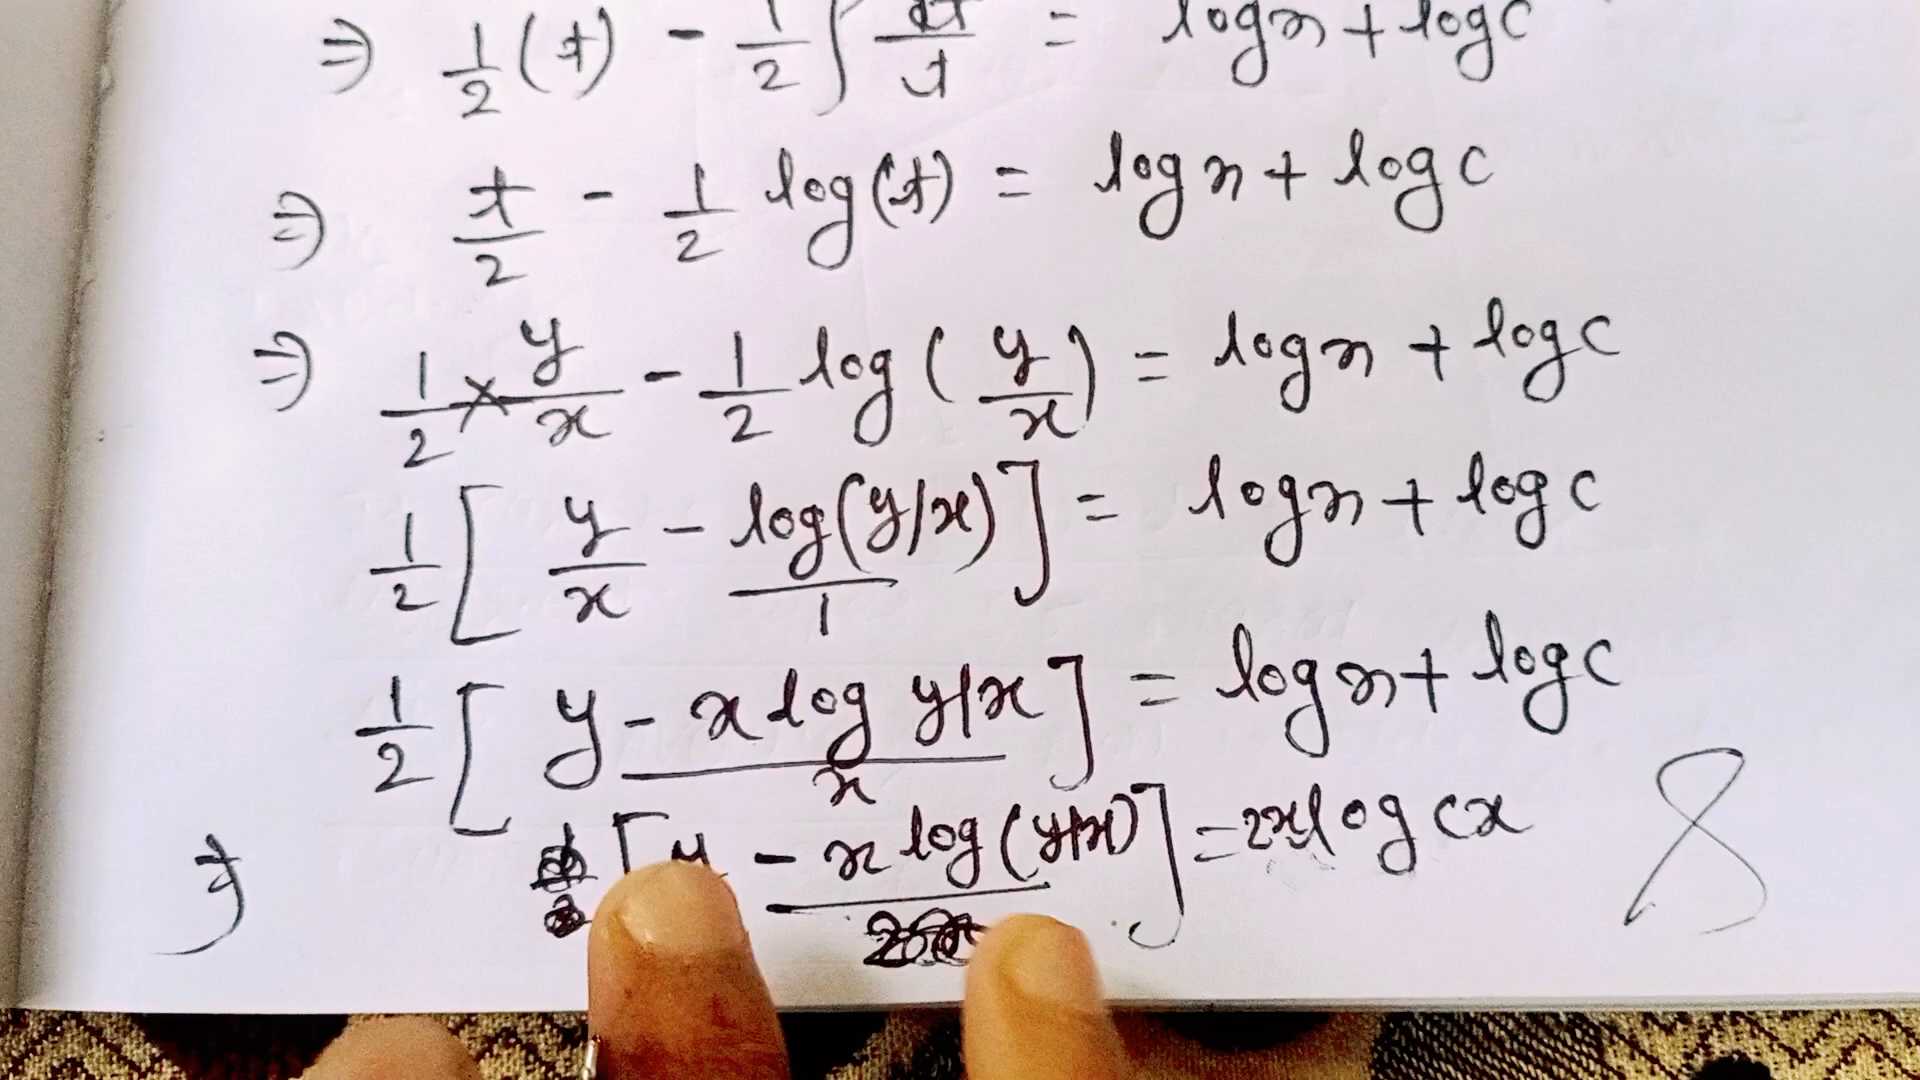 ⇒ 1/2 (t) - 1/2 ∫ dt/t = log x + log c
⇒ t/2 - 1/2 log(t) = log x + log c
⇒ 1/2 × y/x - 1/2 log(y/x) = log x + log c
1/2 [ y/x - log(y/x)/1 ] = log x + log c
1/2 [ y - x log y/x / x ] = log x + log c
⇒ [ y - x log(y/x) ] = 2x log cx